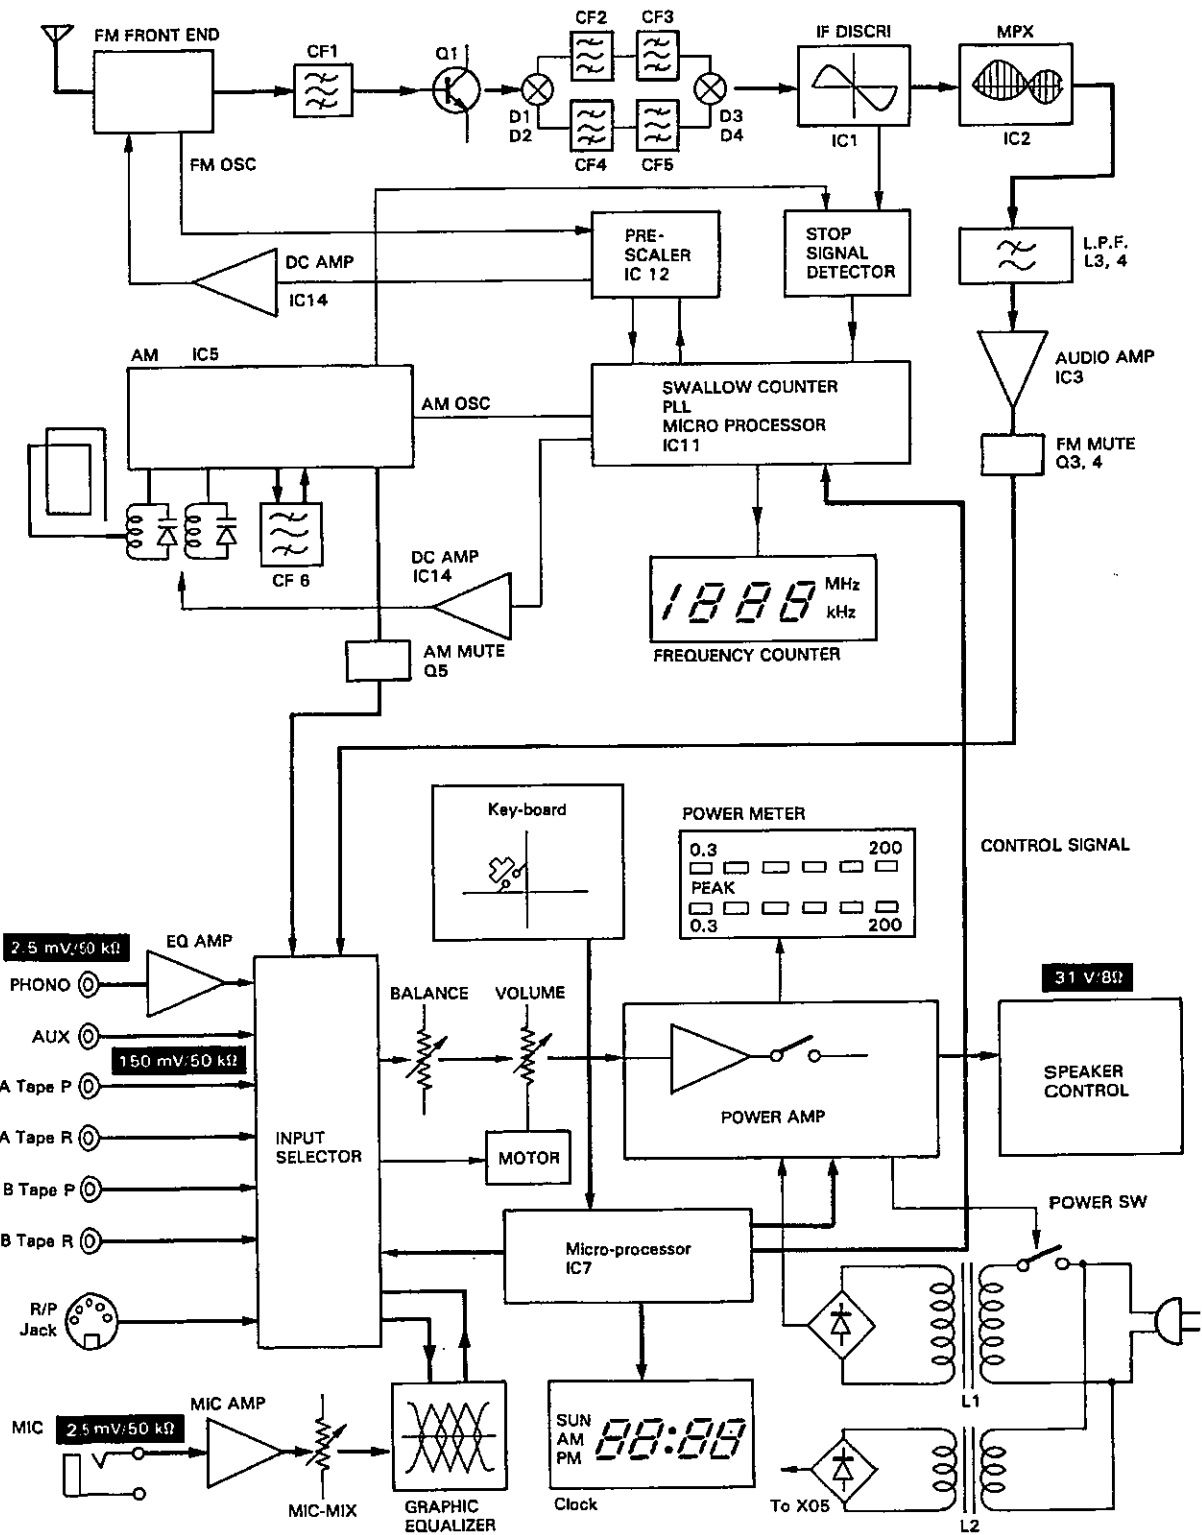 FM FRONT END
CF1
Q1
CF2
CF3
IF DISCRI
MPX
D1
D2
D3
D4
CF4
CF5
IC1
IC2
FM OSC
PRE-
SCALER
IC 12
STOP
SIGNAL
DETECTOR
L.P.F.
L3, 4
DC AMP
IC14
AM IC5
AM OSC
SWALLOW COUNTER
PLL
MICRO PROCESSOR
IC11
AUDIO AMP
IC3
FM MUTE
Q3, 4
CF 6
DC AMP
IC14
1888 MHz
kHz
FREQUENCY COUNTER
AM MUTE
Q5
Key-board
POWER METER
0.3 200
PEAK
0.3 200
CONTROL SIGNAL
2.5 mV/50 kΩ
EQ AMP
PHONO
AUX
150 mV/50 kΩ
A Tape P
A Tape R
B Tape P
B Tape R
R/P
Jack
INPUT
SELECTOR
BALANCE
VOLUME
MOTOR
POWER AMP
31 V/8Ω
SPEAKER
CONTROL
POWER SW
Micro-processor
IC7
L1
MIC
2.5 mV/50 kΩ
MIC AMP
MIC-MIX
GRAPHIC
EQUALIZER
SUN
AM
PM
88:88
Clock
To X05
L2